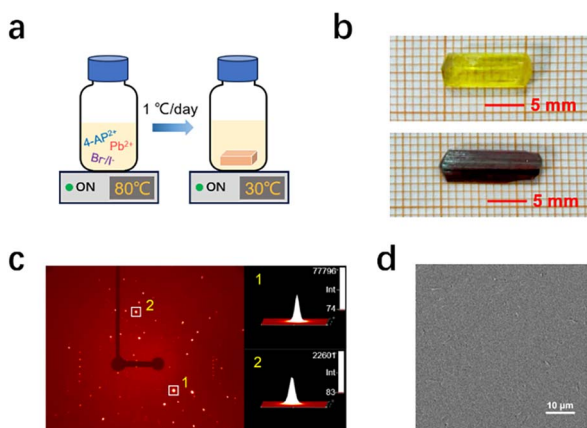 a
1 ℃/day
4-AP²⁺
Pb²⁺
Br⁻/I⁻
ON
80℃
ON
30℃
b
5 mm
5 mm
c
2
1
1
77796
Int
74
2
22601
Int
83
d
10 μm